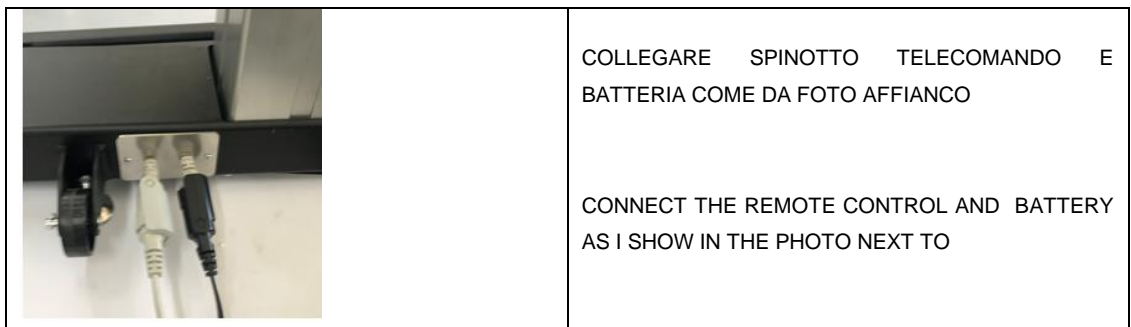 COLLEGARE SPINOTTO TELECOMANDO E
BATTERIA COME DA FOTO AFFIANCO
CONNECT THE REMOTE CONTROL AND BATTERY
AS I SHOW IN THE PHOTO NEXT TO